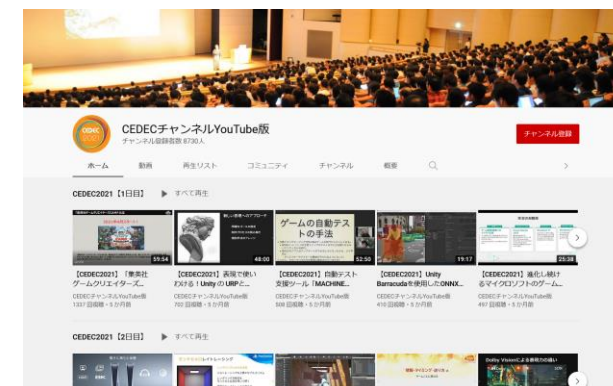 CEDEC
2021
CEDECチャンネルYouTube版
チャンネル登録者数 8730人
チャンネル登録
ホーム 動画 再生リスト コミュニティ チャンネル 概要
CEDEC2021【1日目】 ▶ すべて再生
新しい表現へのアプローチ
ゲームの自動テス
トの手法
59:54 48:00 52:50 19:17 25:38
【CEDEC2021】「集英社
ゲームクリエイターズ...
CEDECチャンネルYouTube版
1337 回視聴・5 か月前
【CEDEC2021】表現で使い
わける!Unity の URPと...
CEDECチャンネルYouTube版
702 回視聴・5 か月前
【CEDEC2021】自動テスト
支援ツール「MACHINE...
CEDECチャンネルYouTube版
508 回視聴・5 か月前
【CEDEC2021】Unity
Barracudaを使用したONNX...
CEDECチャンネルYouTube版
410 回視聴・5 か月前
【CEDEC2021】進化し続け
るマイクロソフトのゲーム...
CEDECチャンネルYouTube版
497 回視聴・5 か月前
CEDEC2021【2日目】 ▶ すべて再生
Dolby Visionによる表現力の違い